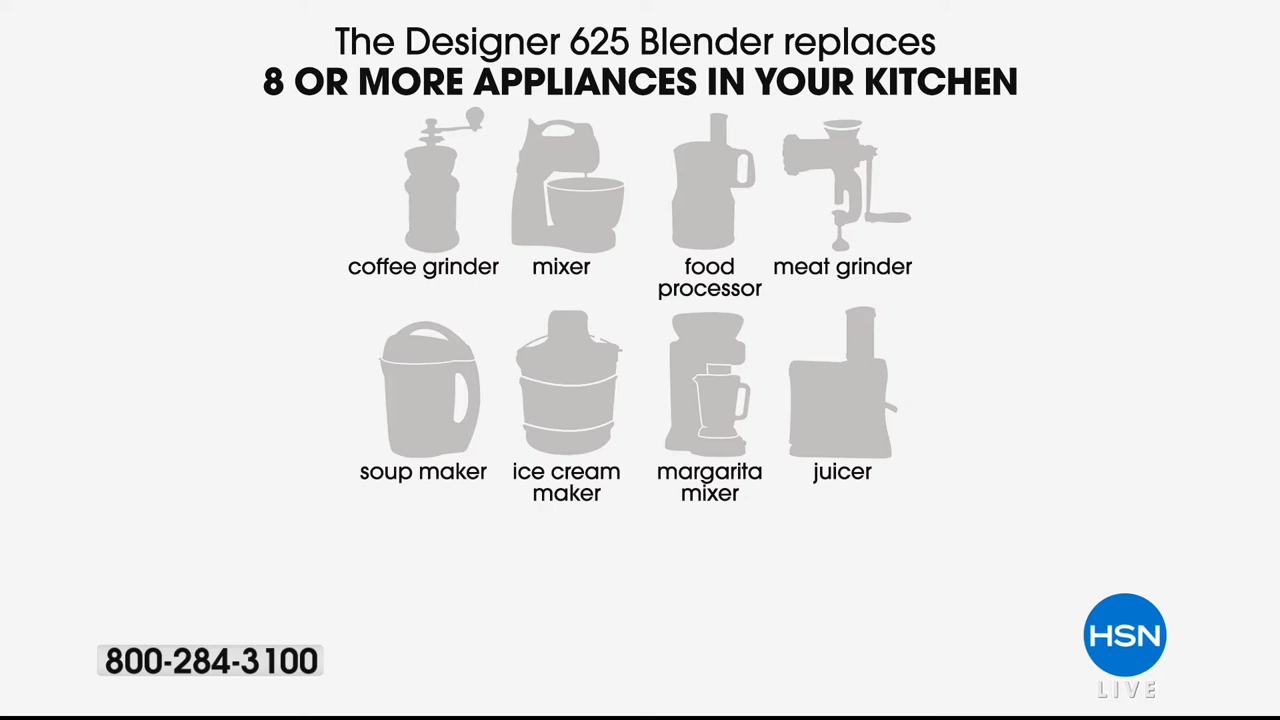 The Designer 625 Blender replaces
8 OR MORE APPLIANCES IN YOUR KITCHEN
coffee grinder
mixer
food
processor
meat grinder
soup maker
ice cream
maker
margarita
mixer
juicer
800-284-3100
HSN
LIVE